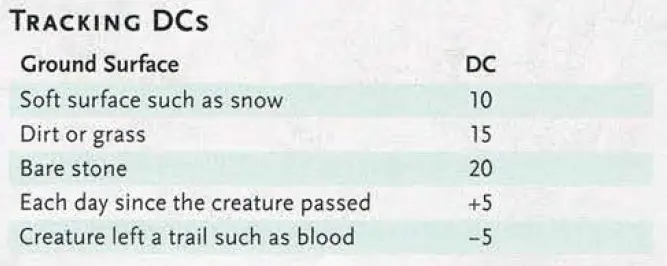 TRACKING DCS
Ground Surface DC
Soft surface such as snow 10
Dirt or grass 15
Bare stone 20
Each day since the creature passed +5
Creature left a trail such as blood −5